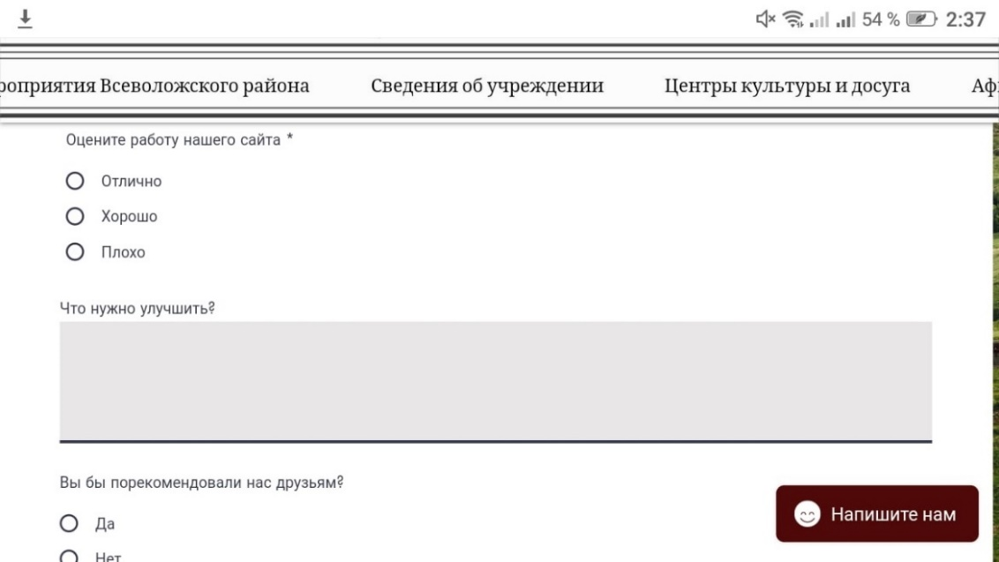 54 % 2:37
роприятия Всеволожского района Сведения об учреждении Центры культуры и досуга Аф
Оцените работу нашего сайта *
Отлично
Хорошо
Плохо
Что нужно улучшить?
Вы бы порекомендовали нас друзьям?
Да
Напишите нам
Нет